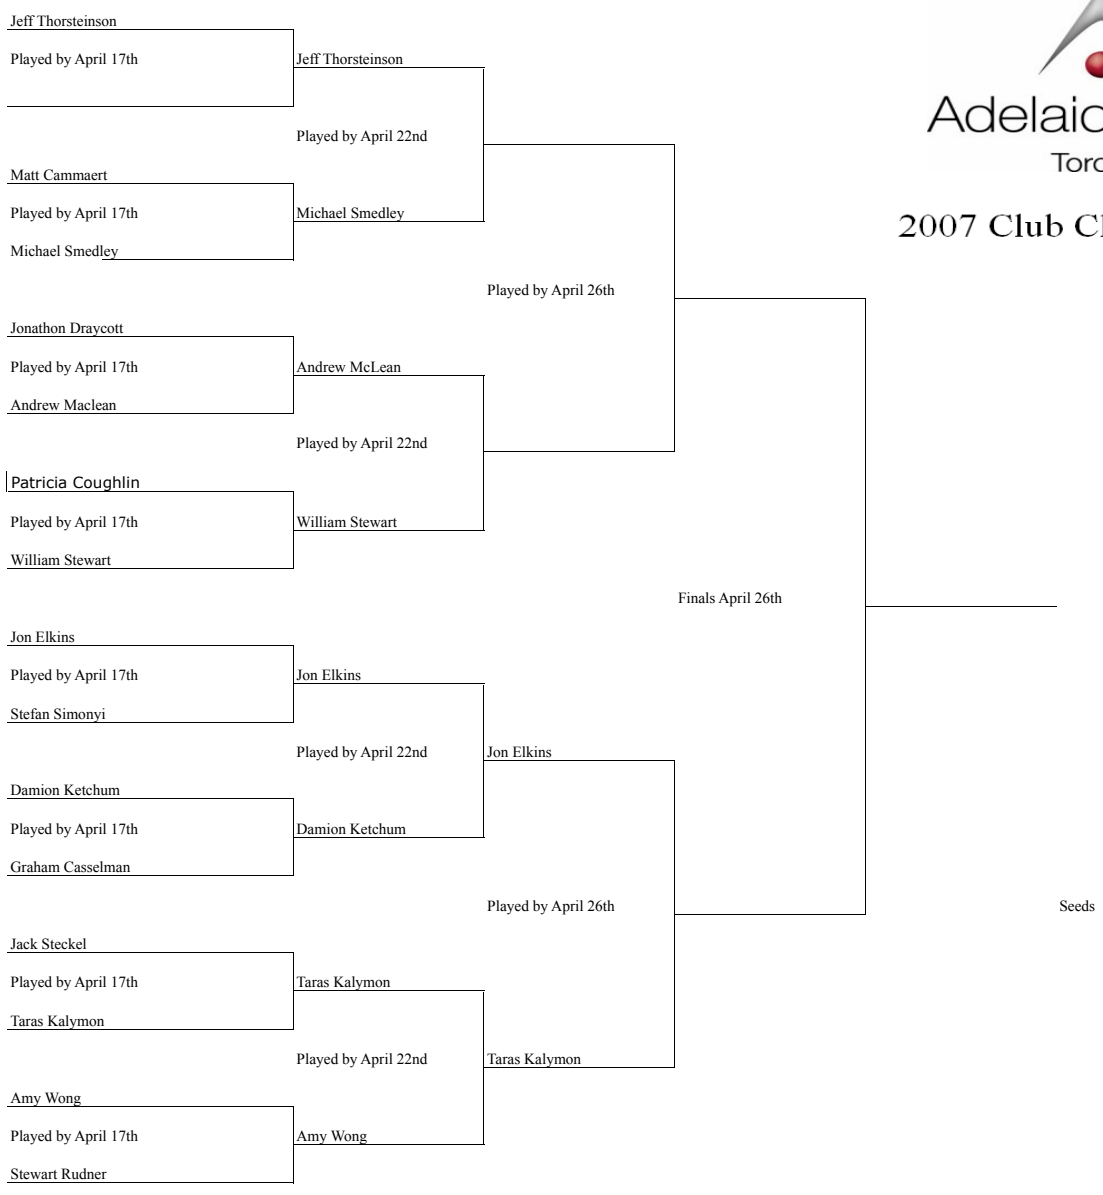 Jeff Thorsteinson
Played by April 17th
Jeff Thorsteinson
Played by April 22nd
Matt Cammaert
Played by April 17th
Michael Smedley
Michael Smedley
Played by April 26th
Jonathon Draycott
Played by April 17th
Andrew McLean
Andrew Maclean
Played by April 22nd
Patricia Coughlin
Played by April 17th
William Stewart
William Stewart
Finals April 26th
Jon Elkins
Played by April 17th
Jon Elkins
Stefan Simonyi
Played by April 22nd
Jon Elkins
Damion Ketchum
Played by April 17th
Damion Ketchum
Graham Casselman
Played by April 26th
Jack Steckel
Played by April 17th
Taras Kalymon
Taras Kalymon
Played by April 22nd
Taras Kalymon
Amy Wong
Played by April 17th
Amy Wong
Stewart Rudner
Adelaid
Toro
2007 Club Ch
Seeds